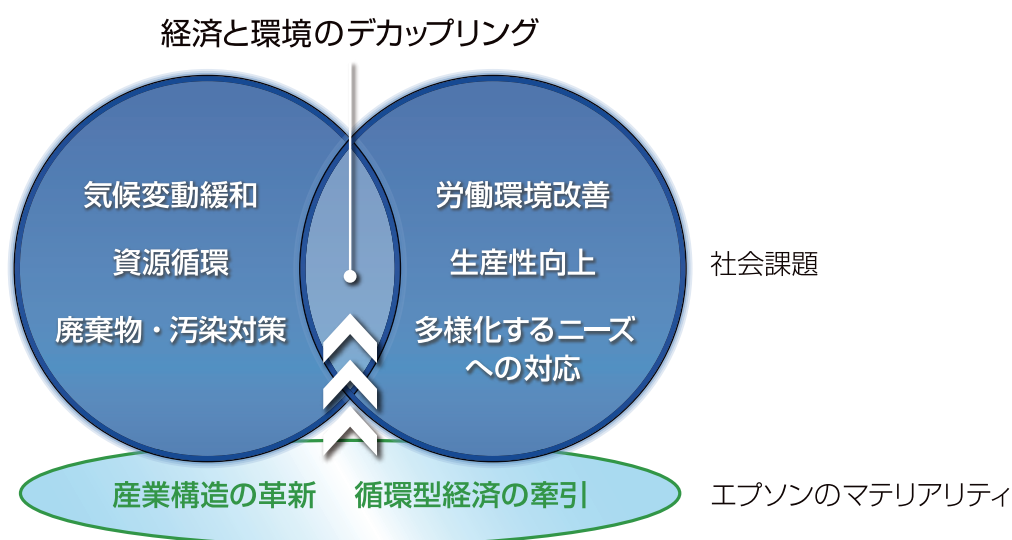 経済と環境のデカップリング
気候変動緩和
資源循環
廃棄物・汚染対策
労働環境改善
生産性向上
多様化するニーズ
への対応
社会課題
産業構造の革新
循環型経済の牽引
エプソンのマテリアリティ